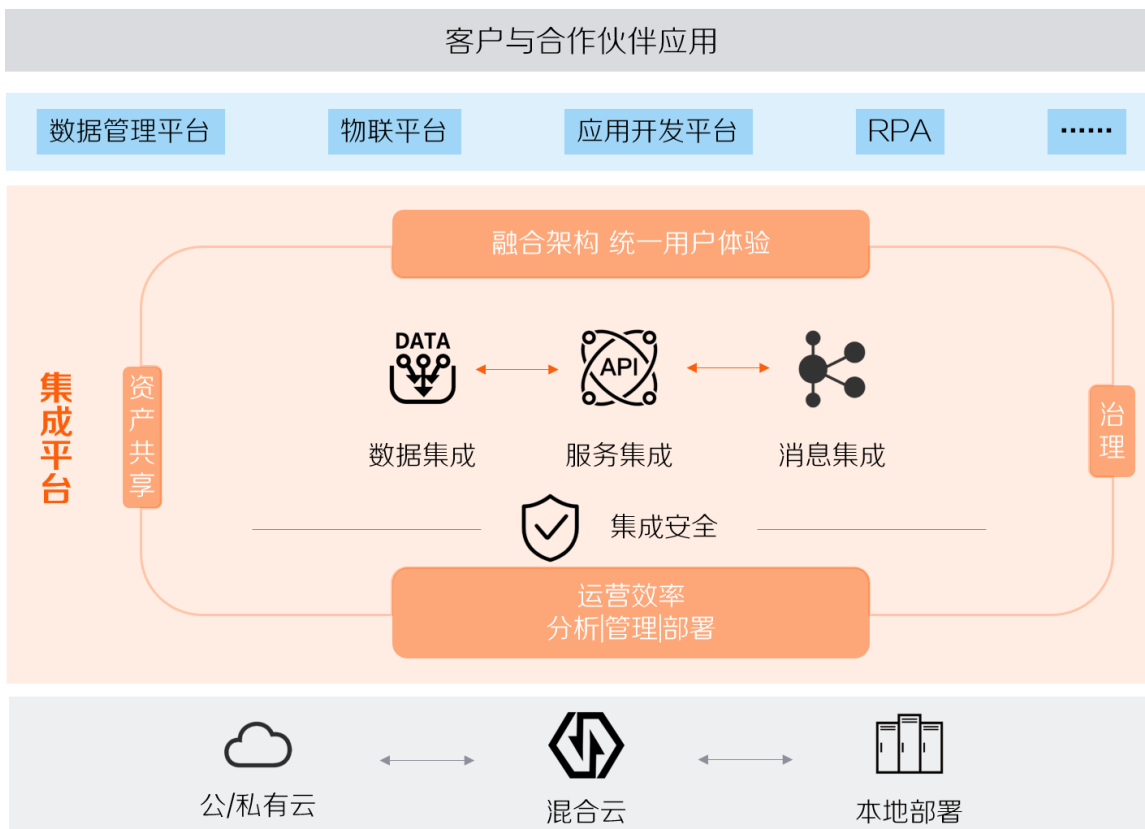 客户与合作伙伴应用
数据管理平台
物联平台
应用开发平台
RPA
······
融合架构 统一用户体验
集成平台
资产共享
DATA
API
数据集成
服务集成
消息集成
治理
集成安全
运营效率
分析|管理|部署
公/私有云
混合云
本地部署